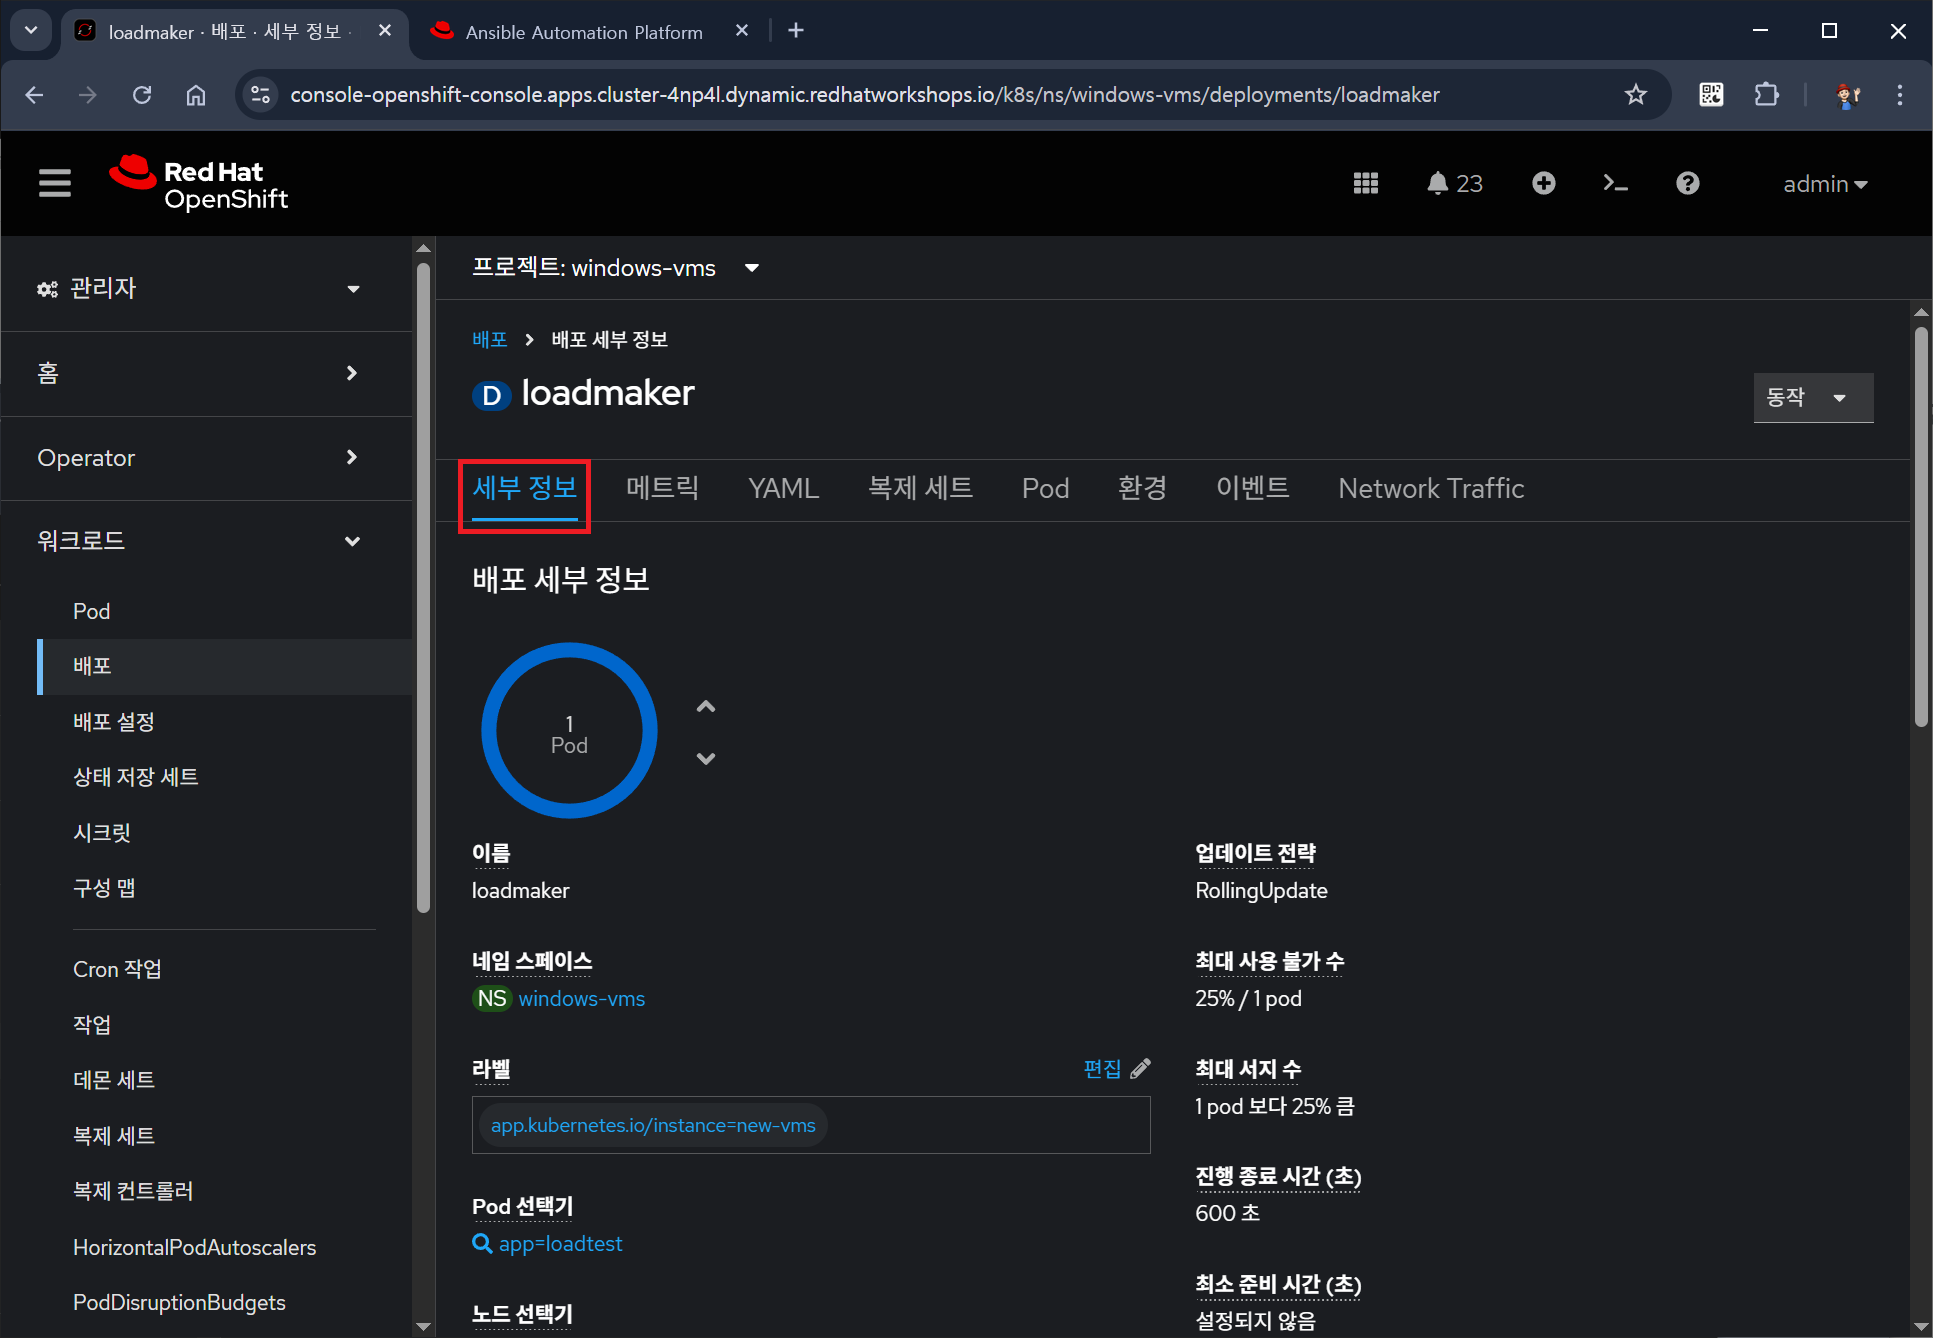 loadmaker · 배포 · 세부 정보 ·
Ansible Automation Platform
console-openshift-console.apps.cluster-4np4l.dynamic.redhatworkshops.io/k8s/ns/windows-vms/deployments/loadmaker
Red Hat
OpenShift
23
admin
관리자
홈
Operator
워크로드
Pod
배포
배포 설정
상태 저장 세트
시크릿
구성 맵
Cron 작업
작업
데몬 세트
복제 세트
복제 컨트롤러
HorizontalPodAutoscalers
PodDisruptionBudgets
프로젝트: windows-vms
배포 배포 세부 정보
D loadmaker
동작
세부 정보 메트릭 YAML 복제 세트 Pod 환경 이벤트 Network Traffic
배포 세부 정보
1
Pod
이름
loadmaker
네임 스페이스
NS windows-vms
라벨
편집
app.kubernetes.io/instance=new-vms
Pod 선택기
app=loadtest
노드 선택기
업데이트 전략
RollingUpdate
최대 사용 불가 수
25% / 1 pod
최대 서지 수
1 pod 보다 25% 큼
진행 종료 시간 (초)
600 초
최소 준비 시간 (초)
설정되지 않음